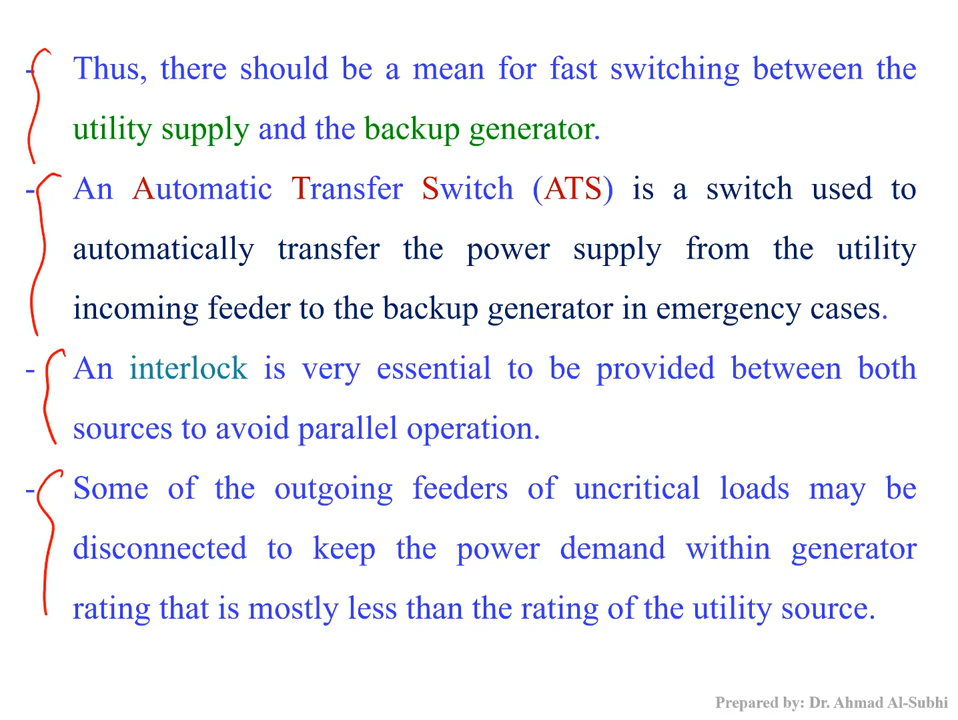 - Thus, there should be a mean for fast switching between the
utility supply and the backup generator.
- An Automatic Transfer Switch (ATS) is a switch used to
automatically transfer the power supply from the utility
incoming feeder to the backup generator in emergency cases.
- An interlock is very essential to be provided between both
sources to avoid parallel operation.
- Some of the outgoing feeders of uncritical loads may be
disconnected to keep the power demand within generator
rating that is mostly less than the rating of the utility source.
Prepared by: Dr. Ahmad Al-Subhi